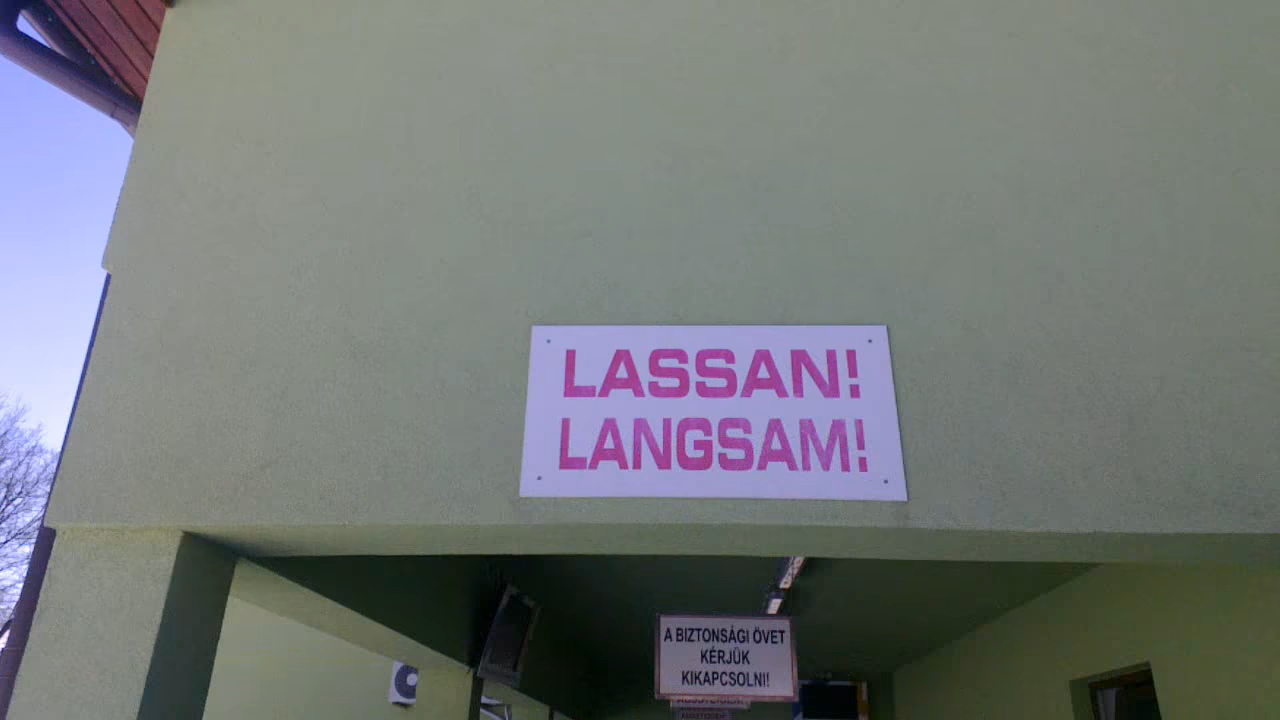 LASSAN!
LANGSAM!
A BIZTONSÁGI ÖVET
KÉRJÜK
KIKAPCSOLNI!